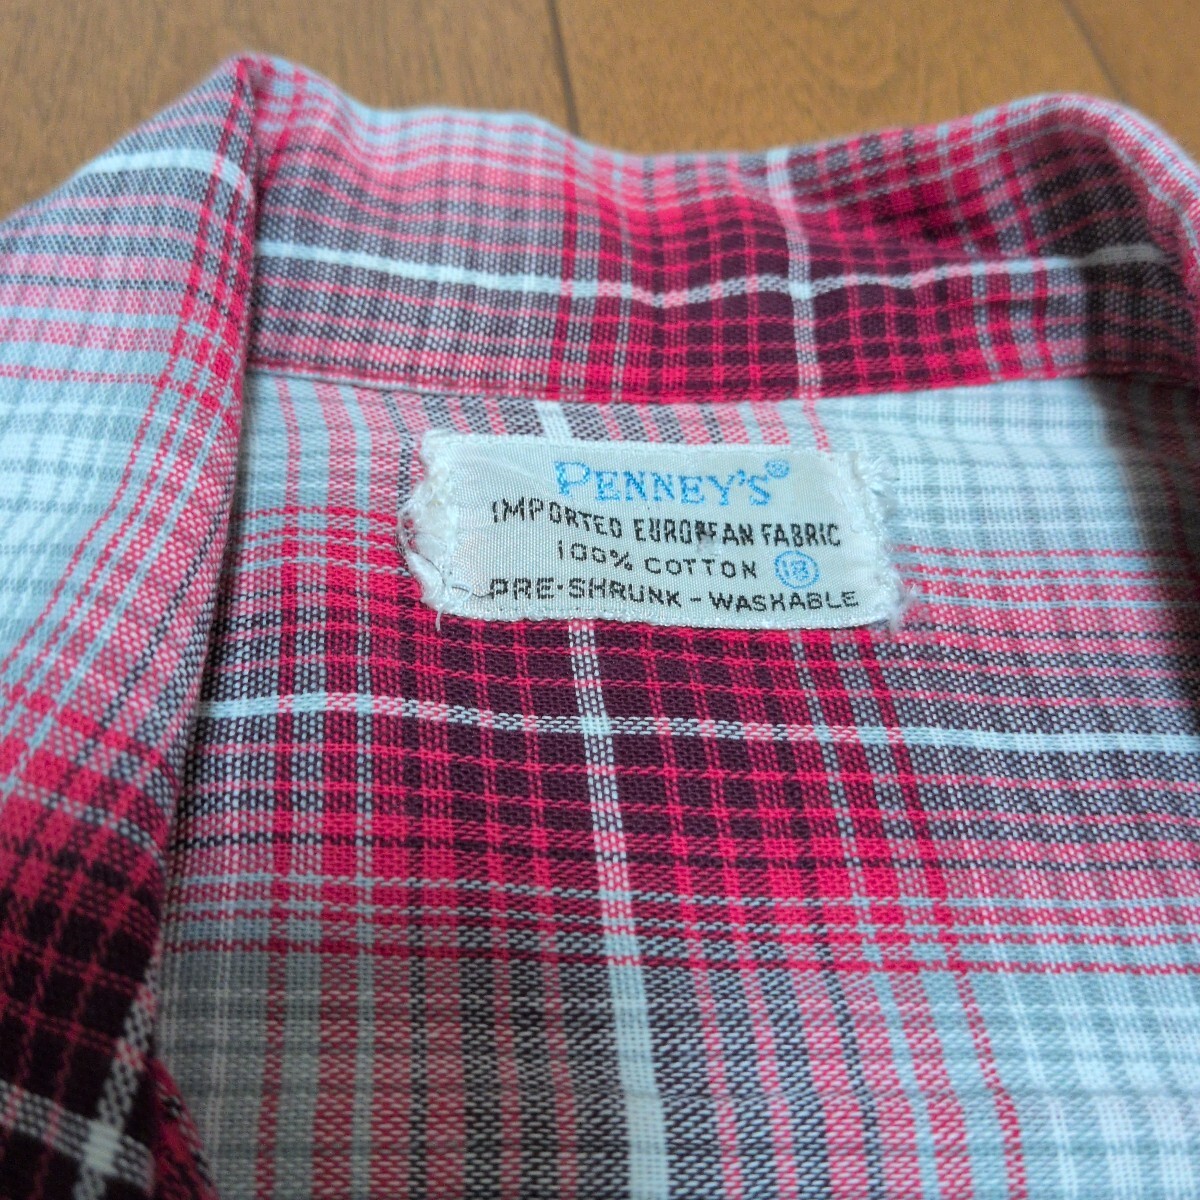 PENNEY'S®
IMPORTED EUROPEAN FABRIC
100% COTTON 18
PRE-SHRUNK - WASHABLE